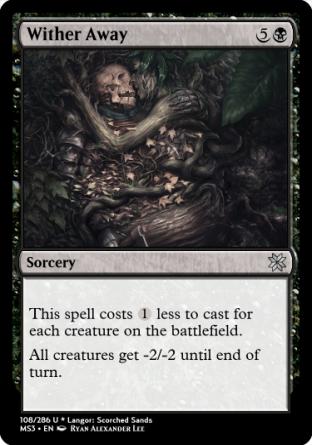 Wither Away 5
Sorcery
This spell costs 1 less to cast for
each creature on the battlefield.
All creatures get -2/-2 until end of
turn.
108/286 U * Langor: Scorched Sands
MS3 • EN Ryan Alexander Lee